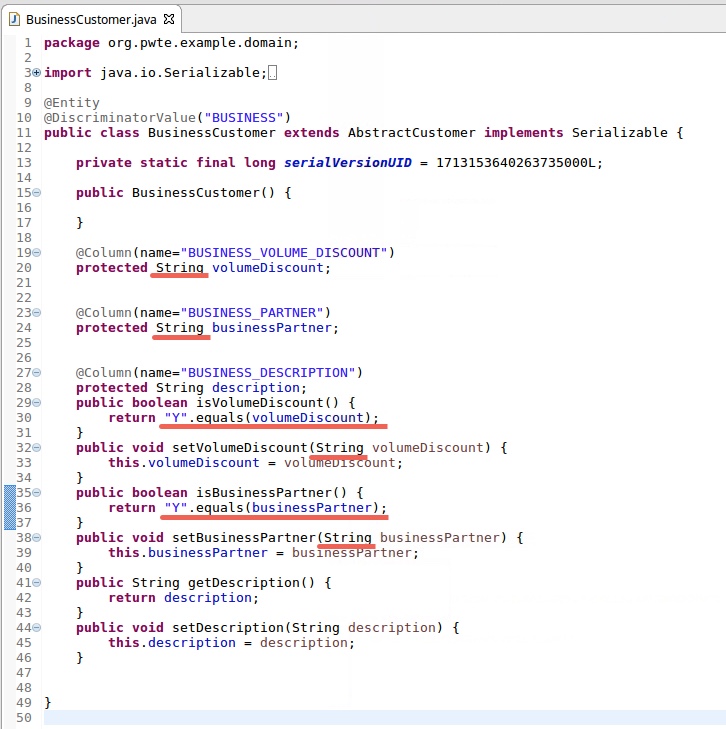 BusinessCustomer.java
1 package org.pwte.example.domain;
2
3 import java.io.Serializable;
8
9 @Entity
10 @DiscriminatorValue("BUSINESS")
11 public class BusinessCustomer extends AbstractCustomer implements Serializable {
12
13 private static final long serialVersionUID = 1713153640263735000L;
14
15 public BusinessCustomer() {
16
17 }
18
19 @Column(name="BUSINESS_VOLUME_DISCOUNT")
20 protected String volumeDiscount;
21
22
23 @Column(name="BUSINESS_PARTNER")
24 protected String businessPartner;
25
26
27 @Column(name="BUSINESS_DESCRIPTION")
28 protected String description;
29 public boolean isVolumeDiscount() {
30 return "Y".equals(volumeDiscount);
31 }
32 public void setVolumeDiscount(String volumeDiscount) {
33 this.volumeDiscount = volumeDiscount;
34 }
35 public boolean isBusinessPartner() {
36 return "Y".equals(businessPartner);
37 }
38 public void setBusinessPartner(String businessPartner) {
39 this.businessPartner = businessPartner;
40 }
41 public String getDescription() {
42 return description;
43 }
44 public void setDescription(String description) {
45 this.description = description;
46 }
47
48
49 }
50